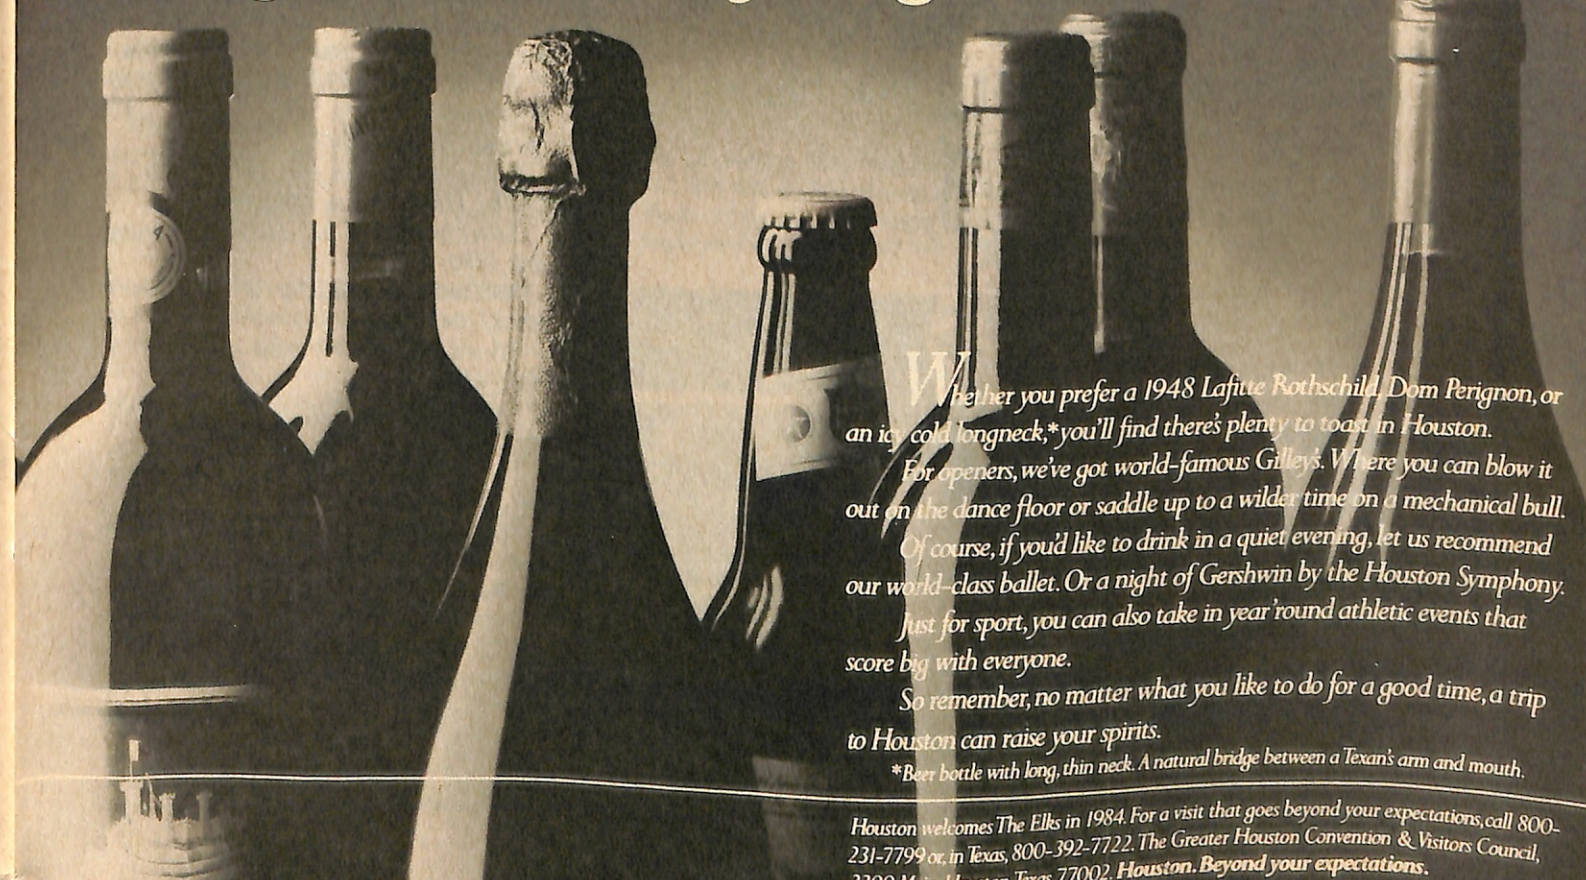 Whether you prefer a 1948 Lafitte Rothschild, Dom Perignon, or
an icy cold longneck,* you'll find there's plenty to toast in Houston.
For openers, we've got world-famous Gilley's. Where you can blow it
out on the dance floor or saddle up to a wilder time on a mechanical bull.
Of course, if you'd like to drink in a quiet evening, let us recommend
our world-class ballet. Or a night of Gershwin by the Houston Symphony.
Just for sport, you can also take in year 'round athletic events that
score big with everyone.
So remember, no matter what you like to do for a good time, a trip
to Houston can raise your spirits.
*Beer bottle with long, thin neck. A natural bridge between a Texan's arm and mouth.
Houston welcomes The Elks in 1984. For a visit that goes beyond your expectations, call 800-
231-7799 or, in Texas, 800-392-7722. The Greater Houston Convention & Visitors Council,
Texas 77002. Houston. Beyond your expectations.